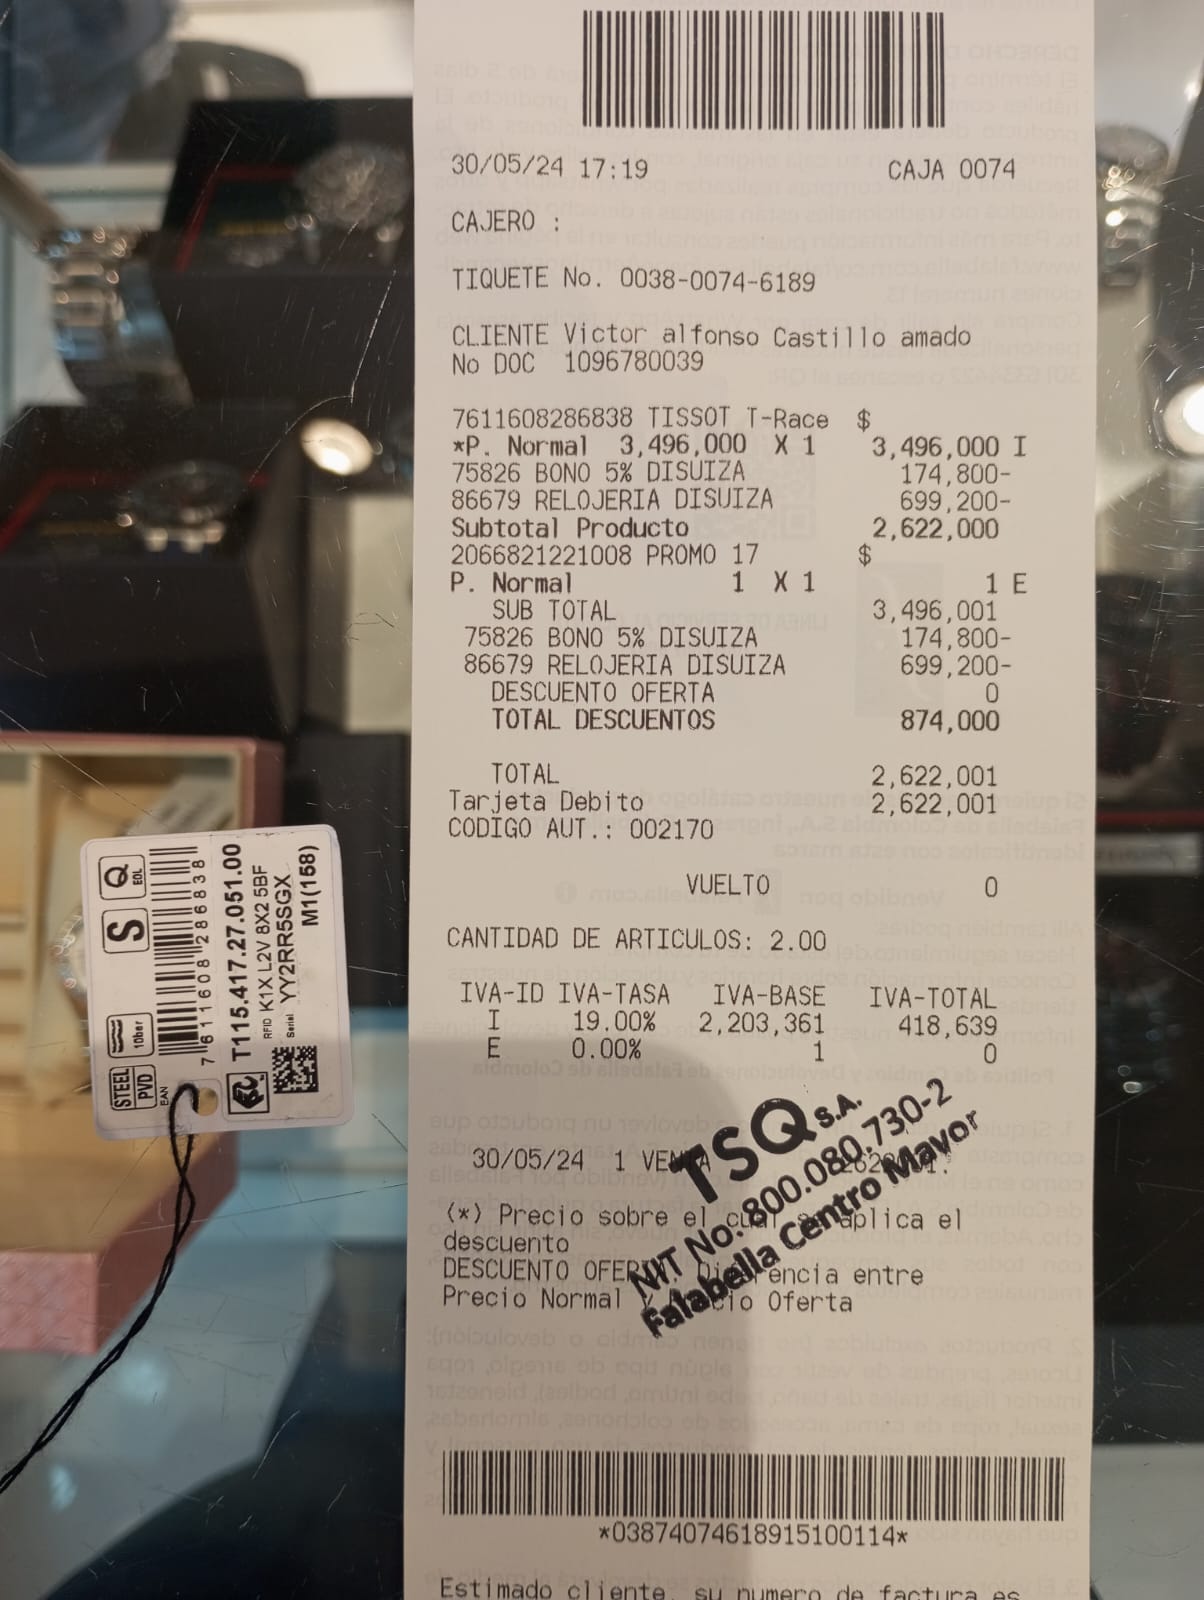 30/05/24 17:19 CAJA 0074
CAJERO :
TIQUETE No. 0038-0074-6189
CLIENTE Victor alfonso Castillo amado
No DOC 1096780039
7611608286838 TISSOT T-Race $
*P. Normal 3,496,000 X 1 3,496,000 I
75826 BONO 5% DISUIZA 174,800-
86679 RELOJERIA DISUIZA 699,200-
Subtotal Producto 2,622,000
2066821221008 PROMO 17 $
P. Normal 1 X 1 1 E
SUB TOTAL 3,496,001
75826 BONO 5% DISUIZA 174,800-
86679 RELOJERIA DISUIZA 699,200-
DESCUENTO OFERTA 0
TOTAL DESCUENTOS 874,000
TOTAL 2,622,001
Tarjeta Debito 2,622,001
CODIGO AUT.: 002170
VUELTO 0
CANTIDAD DE ARTICULOS: 2.00
IVA-ID IVA-TASA IVA-BASE IVA-TOTAL
I 19.00% 2,203,361 418,639
E 0.00% 1 0
30/05/24 1 VENTA
TSQ S.A.
NIT No. 800.080.730-2
Falabella Centro Mayor
(*) Precio sobre el cual se aplica el
descuento
DESCUENTO OFERTA: Diferencia entre
Precio Normal y Precio Oferta
*03874074618915100114*
Estimado cliente, su numero de factura es
STEEL
PVD
10bar
S
Q
EOL
EAN
7 611608 286838
T115.417.27.051.00
RFID K1X L2V 8X2 5BF
Serial YY2RR5SGX
M1(158)